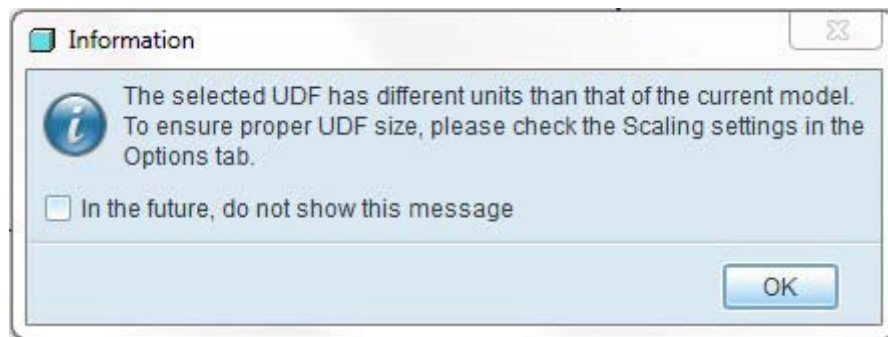 Information
The selected UDF has different units than that of the current model.
To ensure proper UDF size, please check the Scaling settings in the
Options tab.
In the future, do not show this message
OK